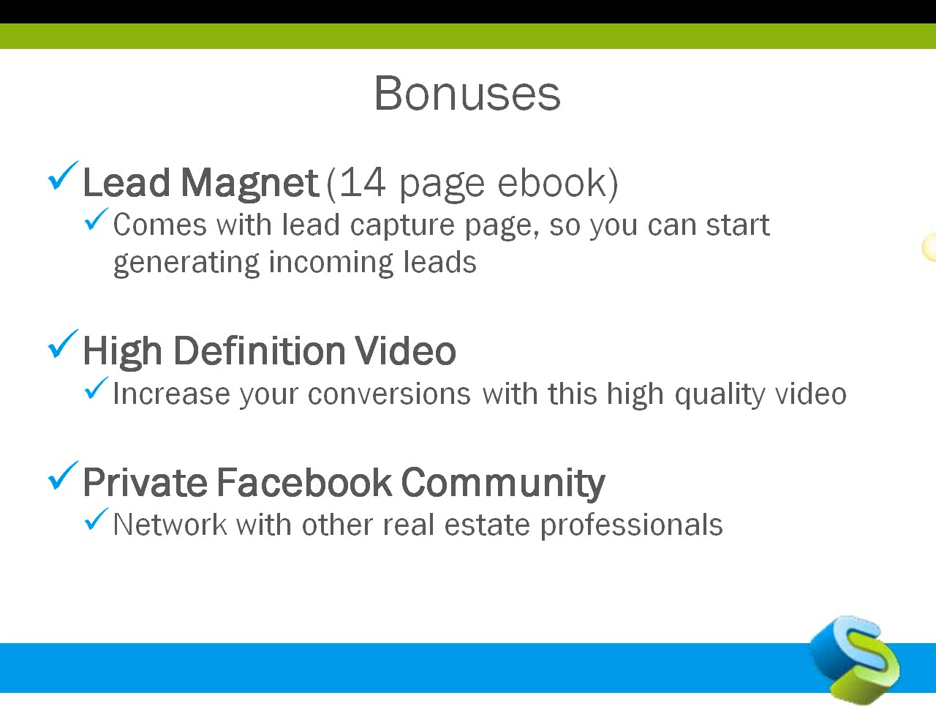 Bonuses
Lead Magnet (14 page ebook)
Comes with lead capture page, so you can start
generating incoming leads
High Definition Video
Increase your conversions with this high quality video
Private Facebook Community
Network with other real estate professionals